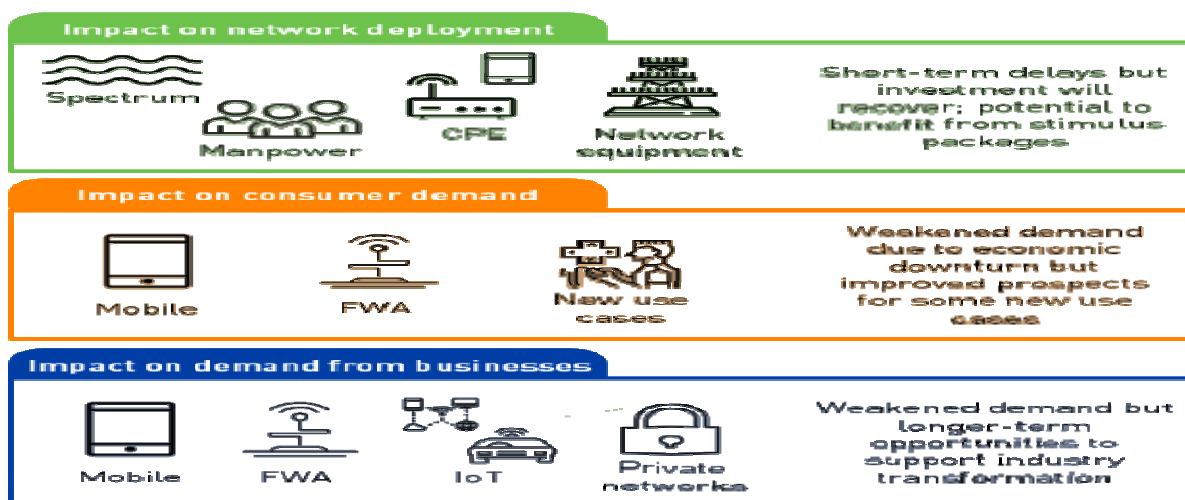 Impact on network deployment
Spectrum
Manpower
CPE
Network
equipment
Short-term delays but
investment will
recover; potential to
benefit from stimulus
packages
Impact on consumer demand
Mobile
FWA
New use
cases
Weakened demand
due to economic
downturn but
improved prospects
for some new use
cases
Impact on demand from businesses
Mobile
FWA
IoT
Private
networks
Weakened demand but
longer-term
opportunities to
support industry
transformation